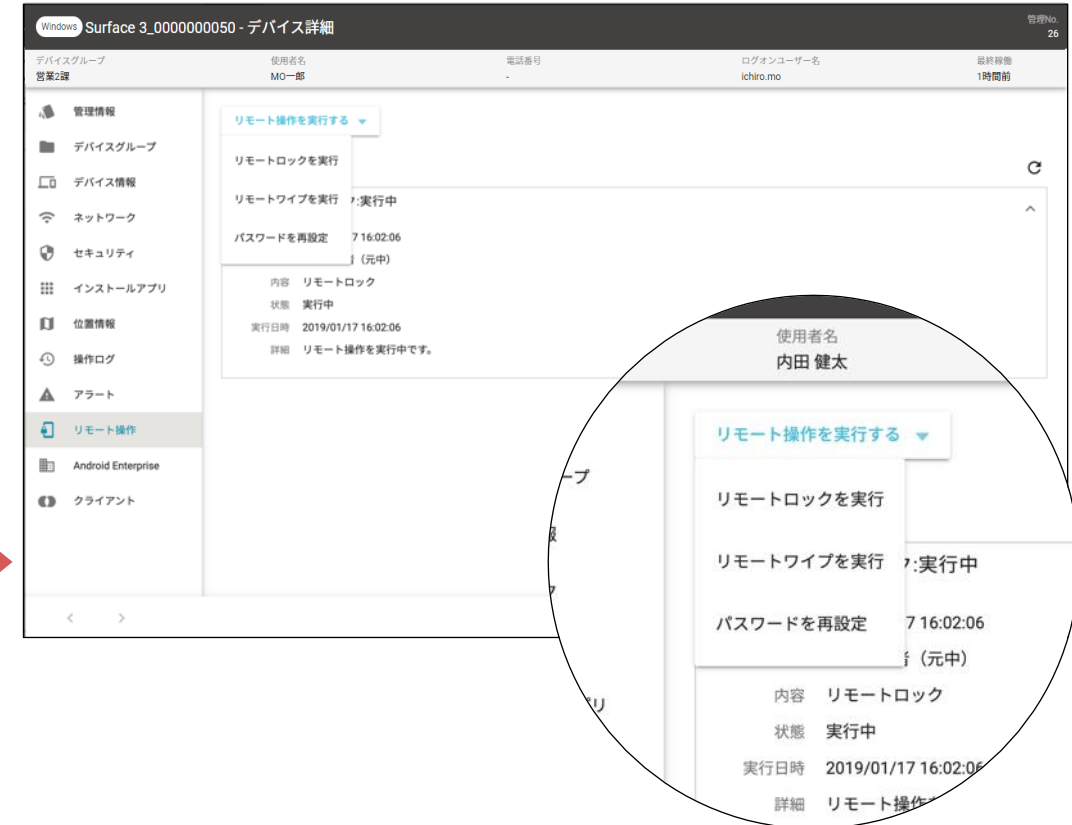 Windows Surface 3_0000000050 - デバイス詳細
管理No.
26
デバイスグループ 使用者名 電話番号 ログオンユーザー名 最終稼働
営業2課 MO一郎 - ichiro.mo 1時間前
管理情報
デバイスグループ
デバイス情報
ネットワーク
セキュリティ
インストールアプリ
位置情報
操作ログ
アラート
リモート操作
Android Enterprise
クライアント
リモート操作を実行する
リモートロックを実行
リモートワイプを実行 :実行中
パスワードを再設定 7 16:02:06
(元中)
内容 リモートロック
状態 実行中
実行日時 2019/01/17 16:02:06
詳細 リモート操作を実行中です。
< >
使用者名
内田 健太
リモート操作を実行する
リモートロックを実行
リモートワイプを実行 :実行中
パスワードを再設定 7 16:02:06
(元中)
内容 リモートロック
状態 実行中
実行日時 2019/01/17 16:02:06
詳細 リモート操作
ープ
リ